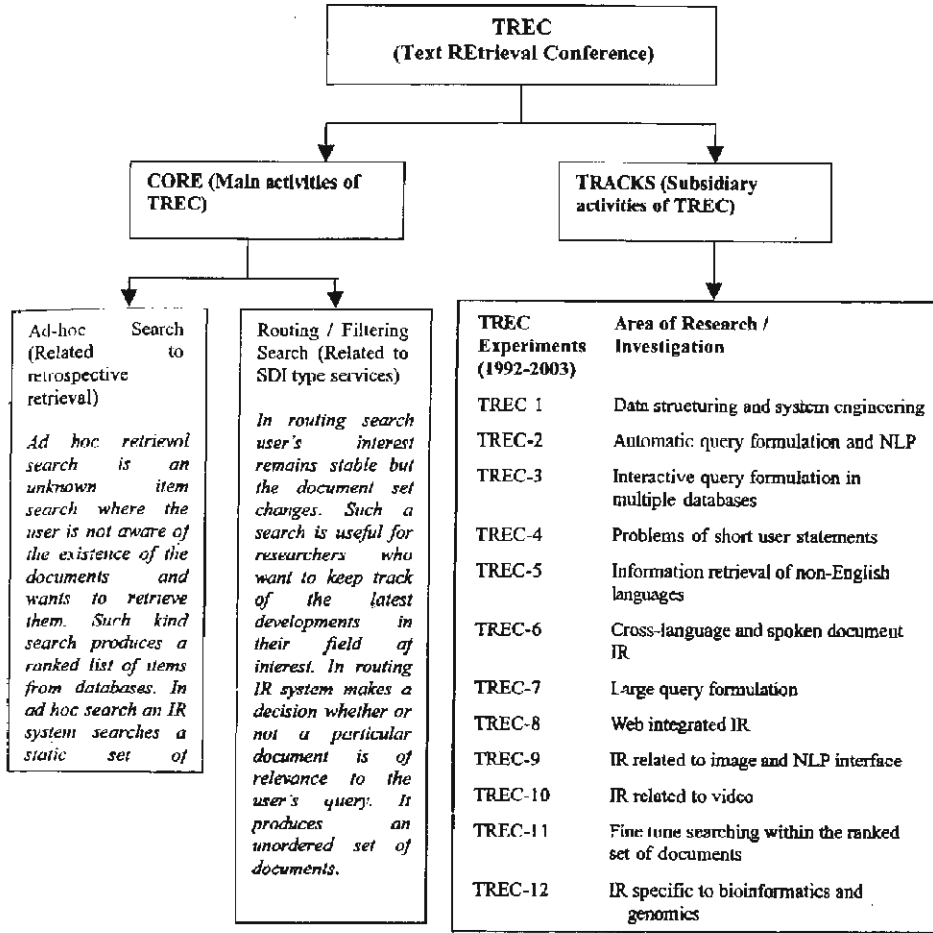 TREC
(Text REtrieval Conference)
CORE (Main activities of
TREC)
TRACKS (Subsidiary
activities of TREC)
Ad-hoc Search
(Related to
retrospective
retrieval)
Ad hoc retrieval
search is an
unknown item
search where the
user is not aware of
the existence of the
documents and
wants to retrieve
them. Such kind
search produces a
ranked list of items
from databases. In
ad hoc search an IR
system searches a
static set of
Routing / Filtering
Search (Related to
SDI type services)
In routing search
user's interest
remains stable but
the document set
changes. Such a
search is useful for
researchers who
want to keep track
of the latest
developments in
their field of
interest. In routing
IR system makes a
decision whether or
not a particular
document is of
relevance to the
user's query. It
produces an
unordered set of
documents.
TREC Area of Research /
Experiments Investigation
(1992-2003)
TREC 1 Data structuring and system engineering
TREC-2 Automatic query formulation and NLP
TREC-3 Interactive query formulation in
multiple databases
TREC-4 Problems of short user statements
TREC-5 Information retrieval of non-English
languages
TREC-6 Cross-language and spoken document
IR
TREC-7 Large query formulation
TREC-8 Web integrated IR
TREC-9 IR related to image and NLP interface
TREC-10 IR related to video
TREC-11 Fine tune searching within the ranked
set of documents
TREC-12 IR specific to bioinformatics and
genomics